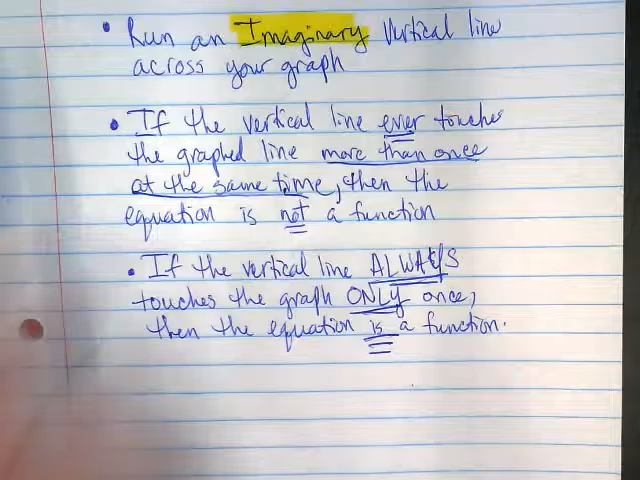 • Run an Imaginary vertical line
across your graph
• If the vertical line ever touches
the graphed line more than once
at the same time, then the
equation is not a function
• If the vertical line ALWAYS
touches the graph ONLY once,
then the equation is a function.